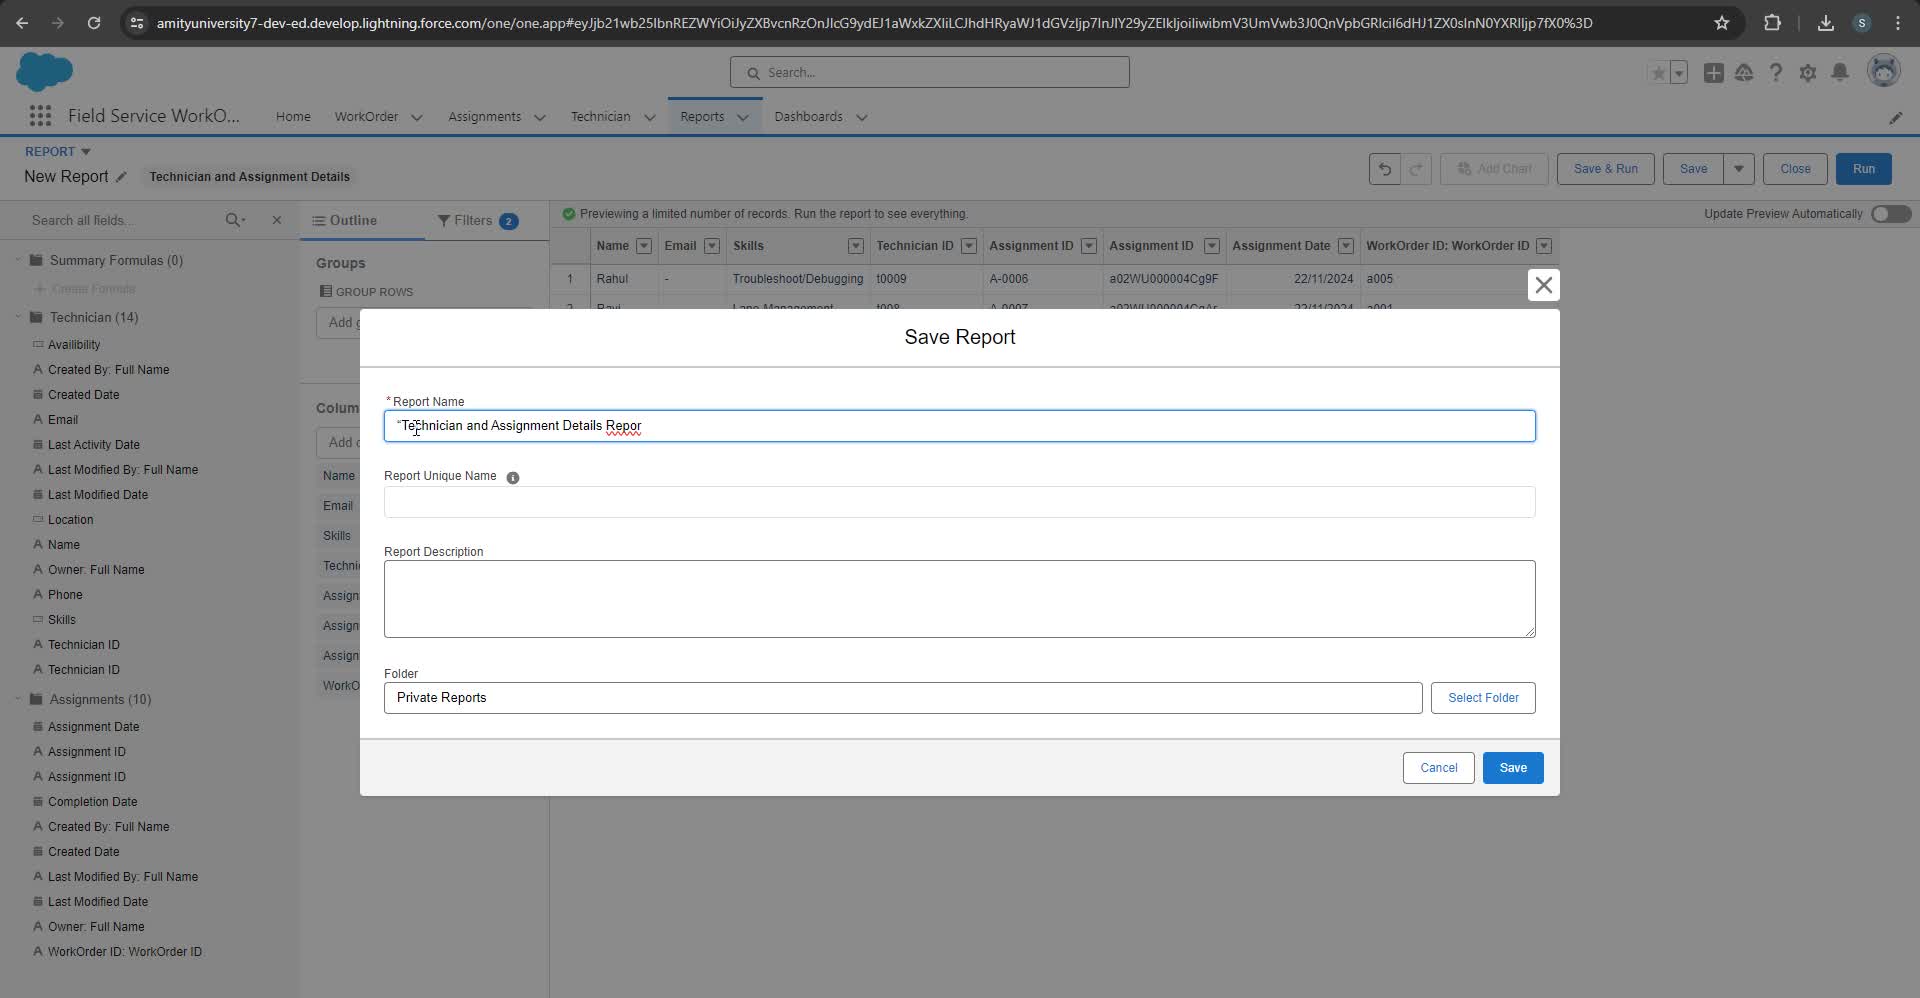 amityuniversity7-dev-ed.develop.lightning.force.com/one/one.app#eyJjb21wb25lbnREZWYiOiJyZXBvcnRzOnJlcG9ydEJ1aWxkZXIiLCJhdHRyaWJ1dGVzIjp7InJlY29yZElkIjoiIiwibmV3UmVwb3J0QnVpbGRlciI6dHJ1ZX0sInN0YXRlIjp7fX0%3D
S
Search...
Field Service WorkO...
Home
WorkOrder
Assignments
Technician
Reports
Dashboards
REPORT
New Report
Technician and Assignment Details
Add Chart
Save & Run
Save
Close
Run
Search all fields...
Outline
Filters 2
Previewing a limited number of records. Run the report to see everything.
Update Preview Automatically
Summary Formulas (0)
Create Formula
Technician (14)
Availibility
Created By: Full Name
Created Date
Email
Last Activity Date
Last Modified By: Full Name
Last Modified Date
Location
Name
Owner: Full Name
Phone
Skills
Technician ID
Technician ID
Assignments (10)
Assignment Date
Assignment ID
Assignment ID
Completion Date
Created By: Full Name
Created Date
Last Modified By: Full Name
Last Modified Date
Owner: Full Name
WorkOrder ID: WorkOrder ID
Groups
GROUP ROWS
Add g
Colum
Add c
Name
Email
Skills
Techni
Assign
Assign
Assign
WorkO
Name Email Skills Technician ID Assignment ID Assignment ID Assignment Date WorkOrder ID: WorkOrder ID
1 Rahul - Troubleshoot/Debugging t0009 A-0006 a02WU000004Cg9F 22/11/2024 a005
2 Ravi Lane Management t008 A-0007 22/11/2024 a001
Save Report
* Report Name
“Technician and Assignment Details Repor
Report Unique Name
Report Description
Folder
Private Reports
Select Folder
Cancel
Save